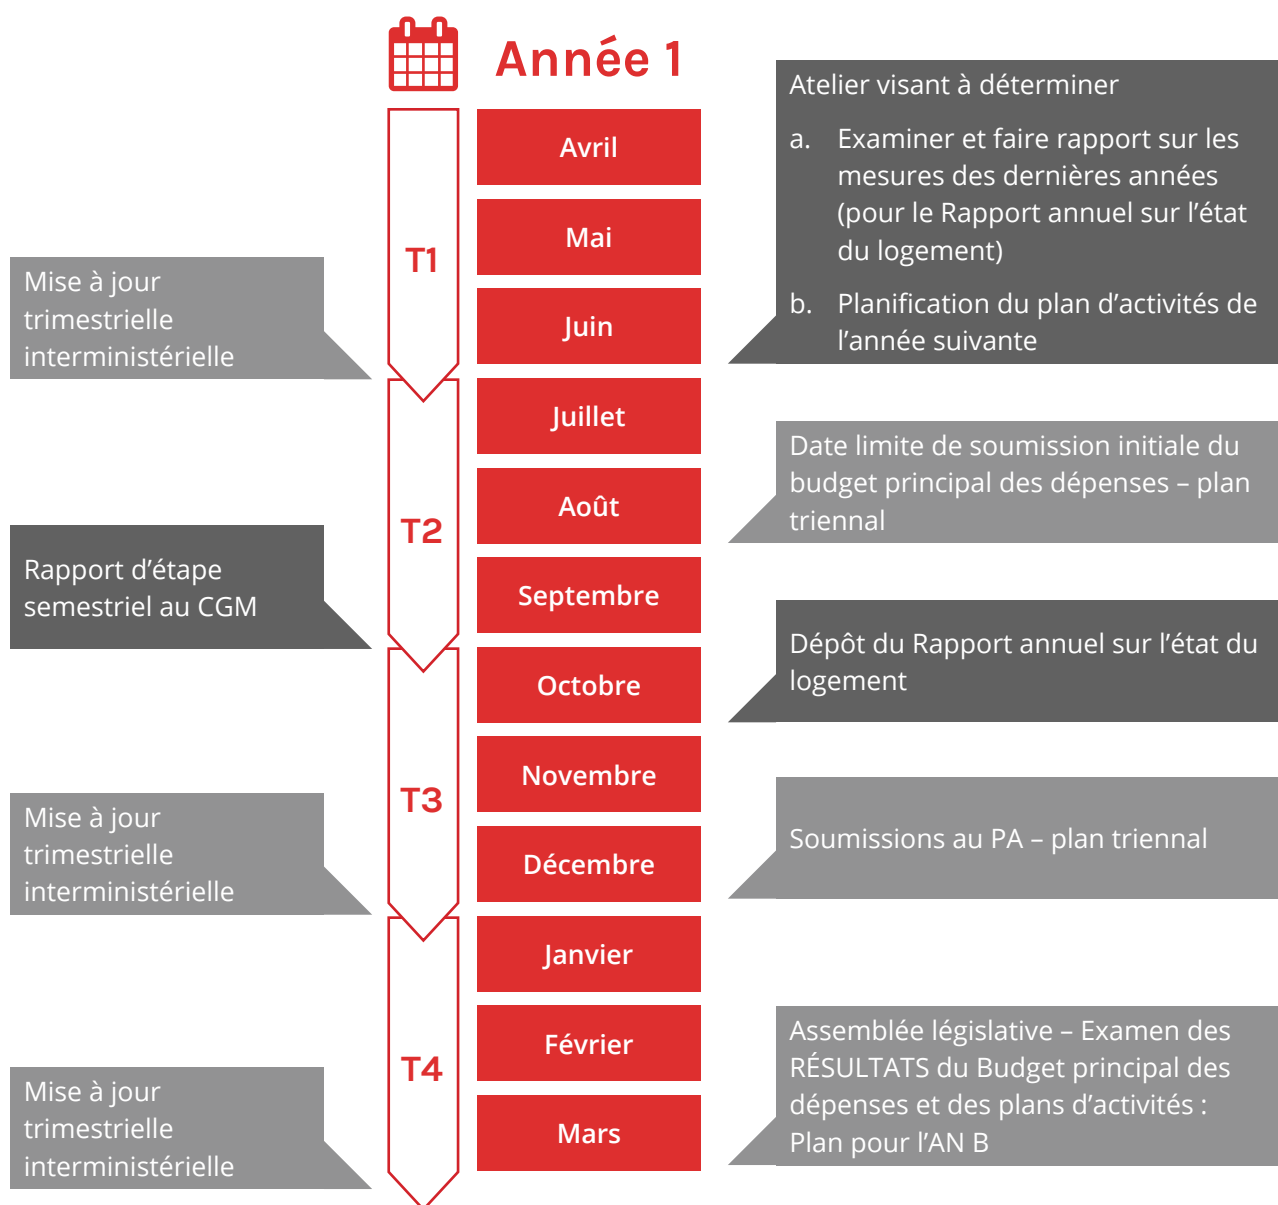 Année 1
Avril
Mai
Juin
Juillet
Août
Septembre
Octobre
Novembre
Décembre
Janvier
Février
Mars
T1
T2
T3
T4
Mise à jour
trimestrielle
interministérielle
Rapport d’étape
semestriel au CGM
Mise à jour
trimestrielle
interministérielle
Mise à jour
trimestrielle
interministérielle
Atelier visant à déterminer
a. Examiner et faire rapport sur les
mesures des dernières années
(pour le Rapport annuel sur l’état
du logement)
b. Planification du plan d’activités de
l’année suivante
Date limite de soumission initiale du
budget principal des dépenses – plan
triennal
Dépôt du Rapport annuel sur l’état du
logement
Soumissions au PA – plan triennal
Assemblée législative – Examen des
RÉSULTATS du Budget principal des
dépenses et des plans d’activités :
Plan pour l’AN B